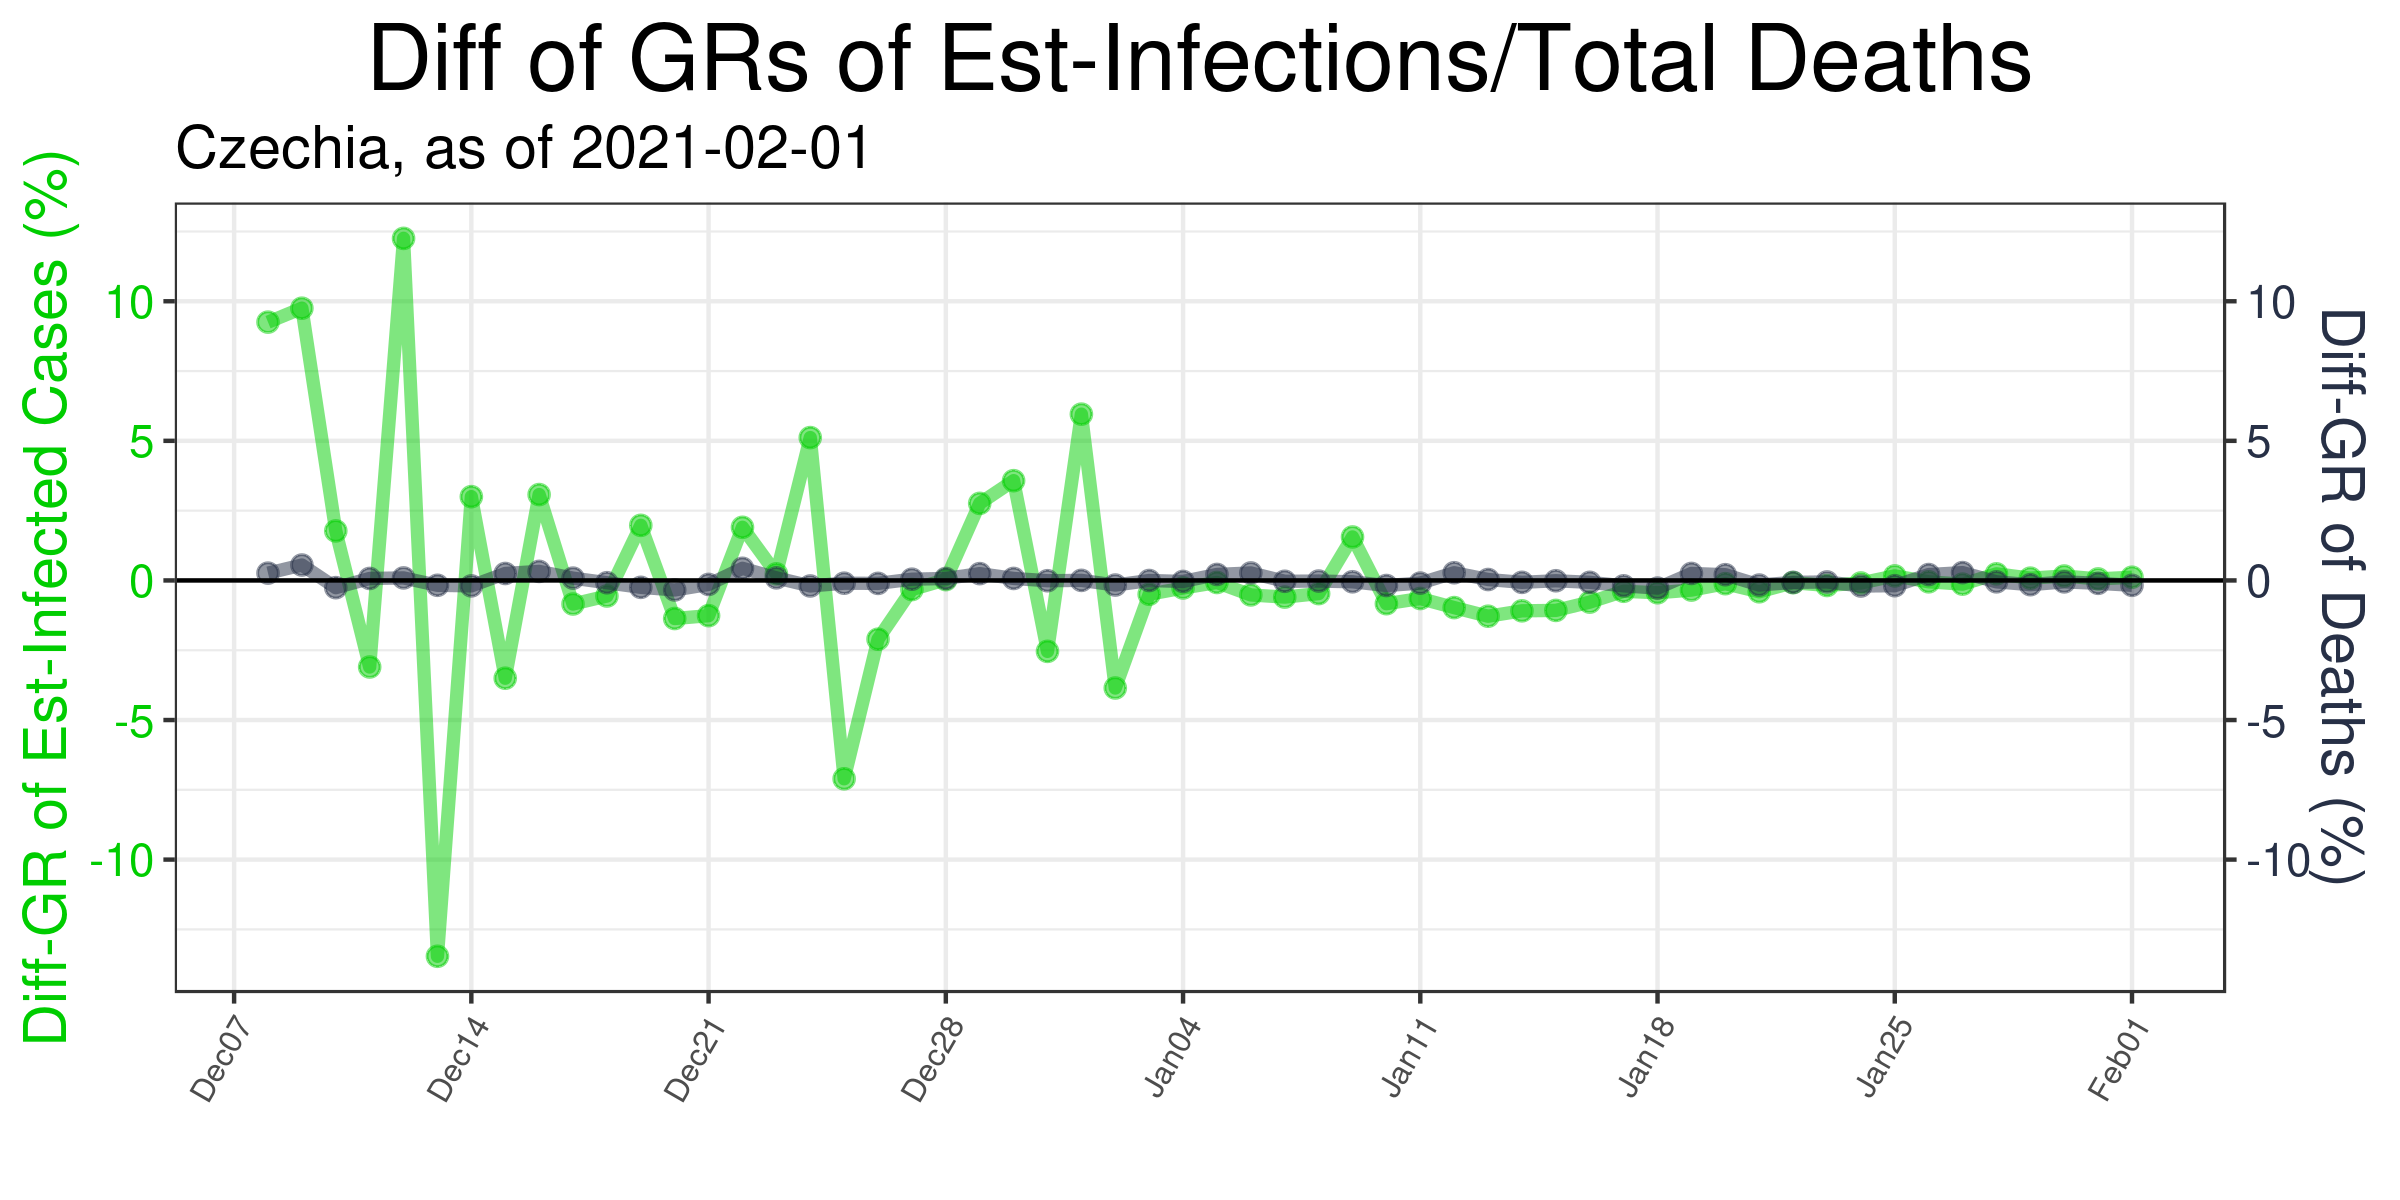 Diff of GRs of Est-Infections/Total Deaths
Czechia, as of 2021-02-01
Diff-GR of Est-Infected Cases (%)
10
5
0
-5
-10
10
5
0
-5
-10
Diff-GR of Deaths (%)
Dec07
Dec14
Dec21
Dec28
Jan04
Jan11
Jan18
Jan25
Feb01